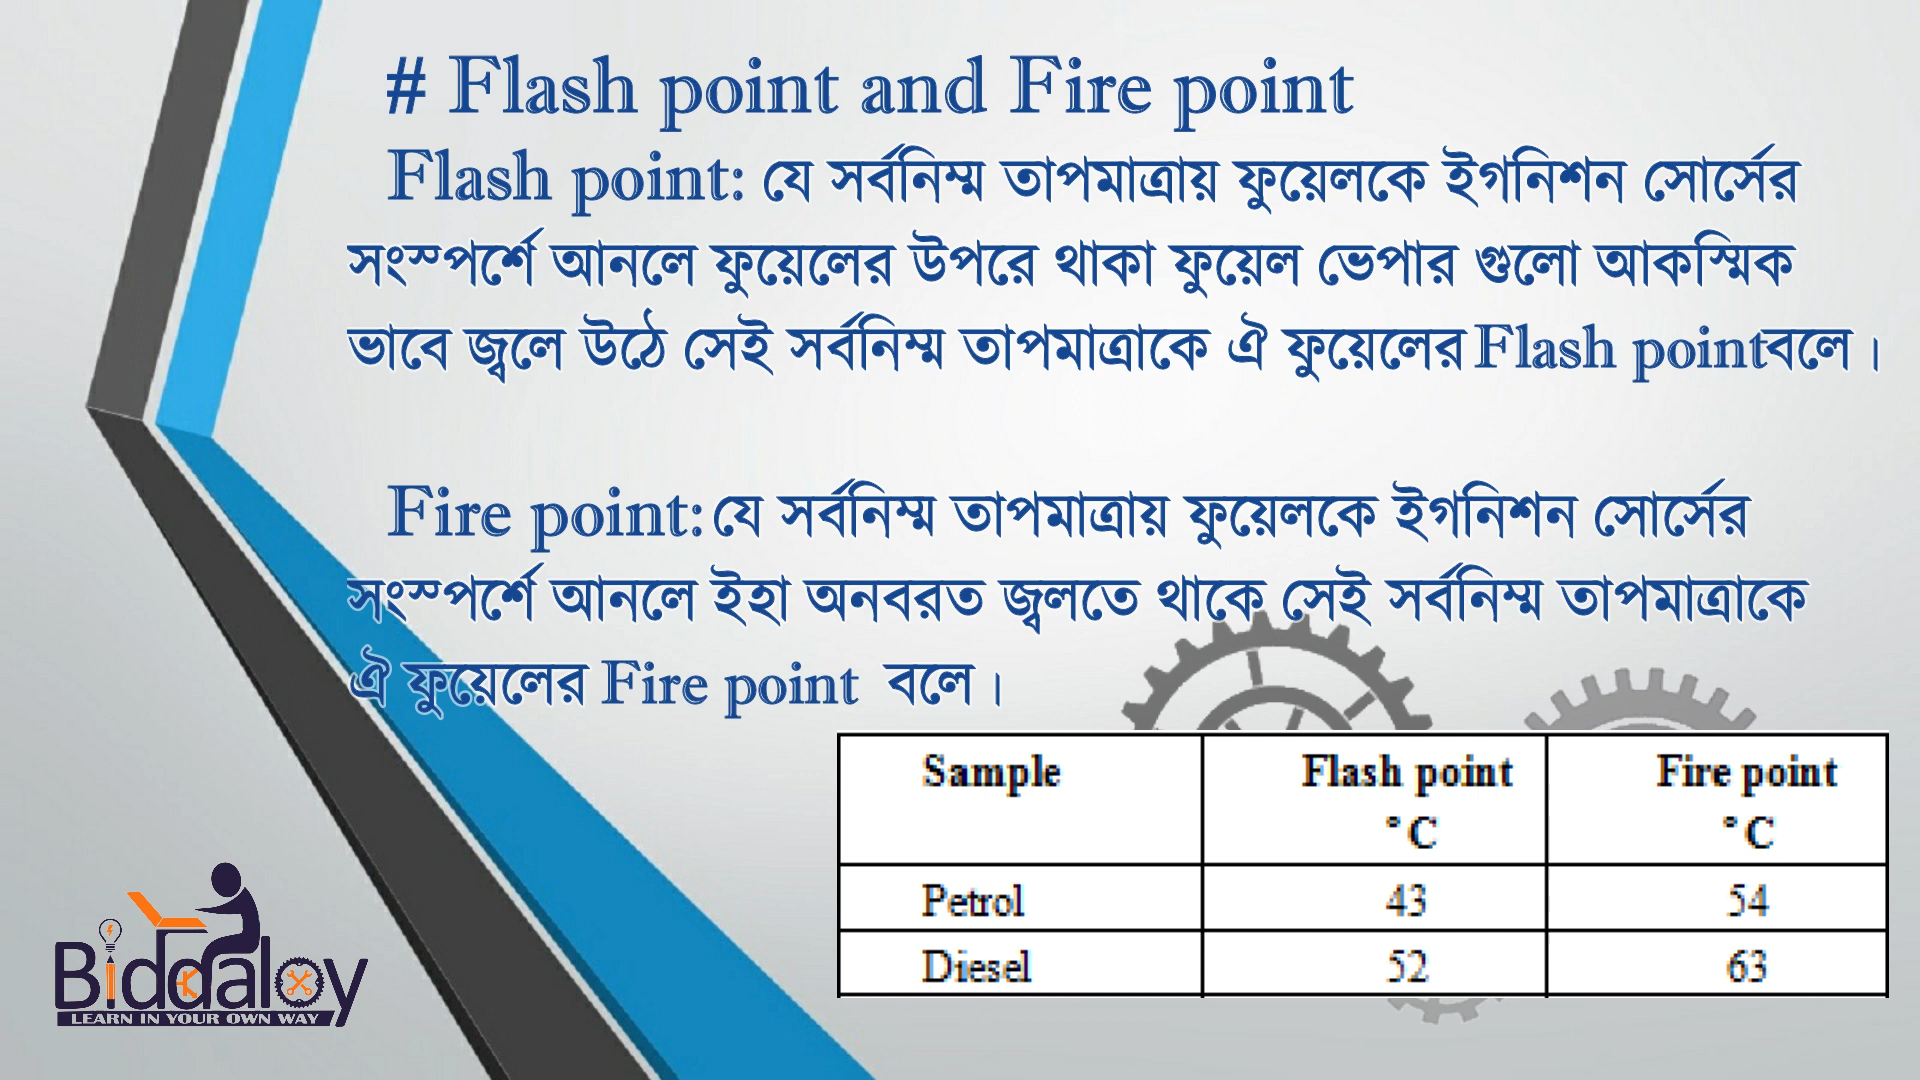 # Flash point and Fire point
Flash point: যে সর্বনিম্ম তাপমাত্রায় ফুয়েলকে ইগনিশন সোর্সের
সংস্পর্শে আনলে ফুয়েলের উপরে থাকা ফুয়েল ভেপার গুলো আকস্মিক
ভাবে জ্বলে উঠে সেই সর্বনিম্ম তাপমাত্রাকে ঐ ফুয়েলের Flash pointবলে।
Fire point: যে সর্বনিম্ম তাপমাত্রায় ফুয়েলকে ইগনিশন সোর্সের
সংস্পর্শে আনলে ইহা অনবরত জ্বলতে থাকে সেই সর্বনিম্ম তাপমাত্রাকে
ঐ ফুয়েলের Fire point বলে।
Sample Flash point °C Fire point °C
Petrol 43 54
Diesel 52 63
Biddaloy
LEARN IN YOUR OWN WAY